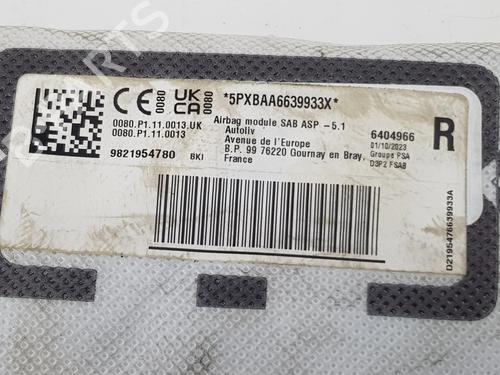 CE 0080 UK CA 0080
*5PXBAA6639933X*
0080.P1.11.0013.UK
0080.P1.11.0013
9821954780 BKI
Airbag module SAB ASP -5.1
Autoliv
Avenue de l'Europe
B.P. 99 76220 Gournay en Bray,
France
6404966
01/10/2023
Groupe PSA
D3P2 FSAB
R
D2195476639933A